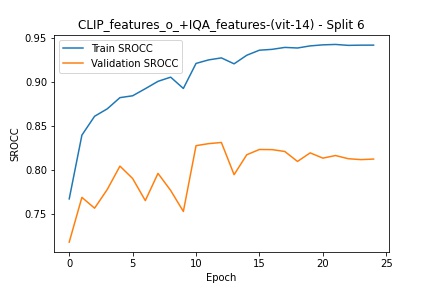 CLIP_features_o_+IQA_features-(vit-14) - Split 6
Train SROCC
Validation SROCC
SROCC
0.95
0.90
0.85
0.80
0.75
0 5 10 15 20 25
Epoch